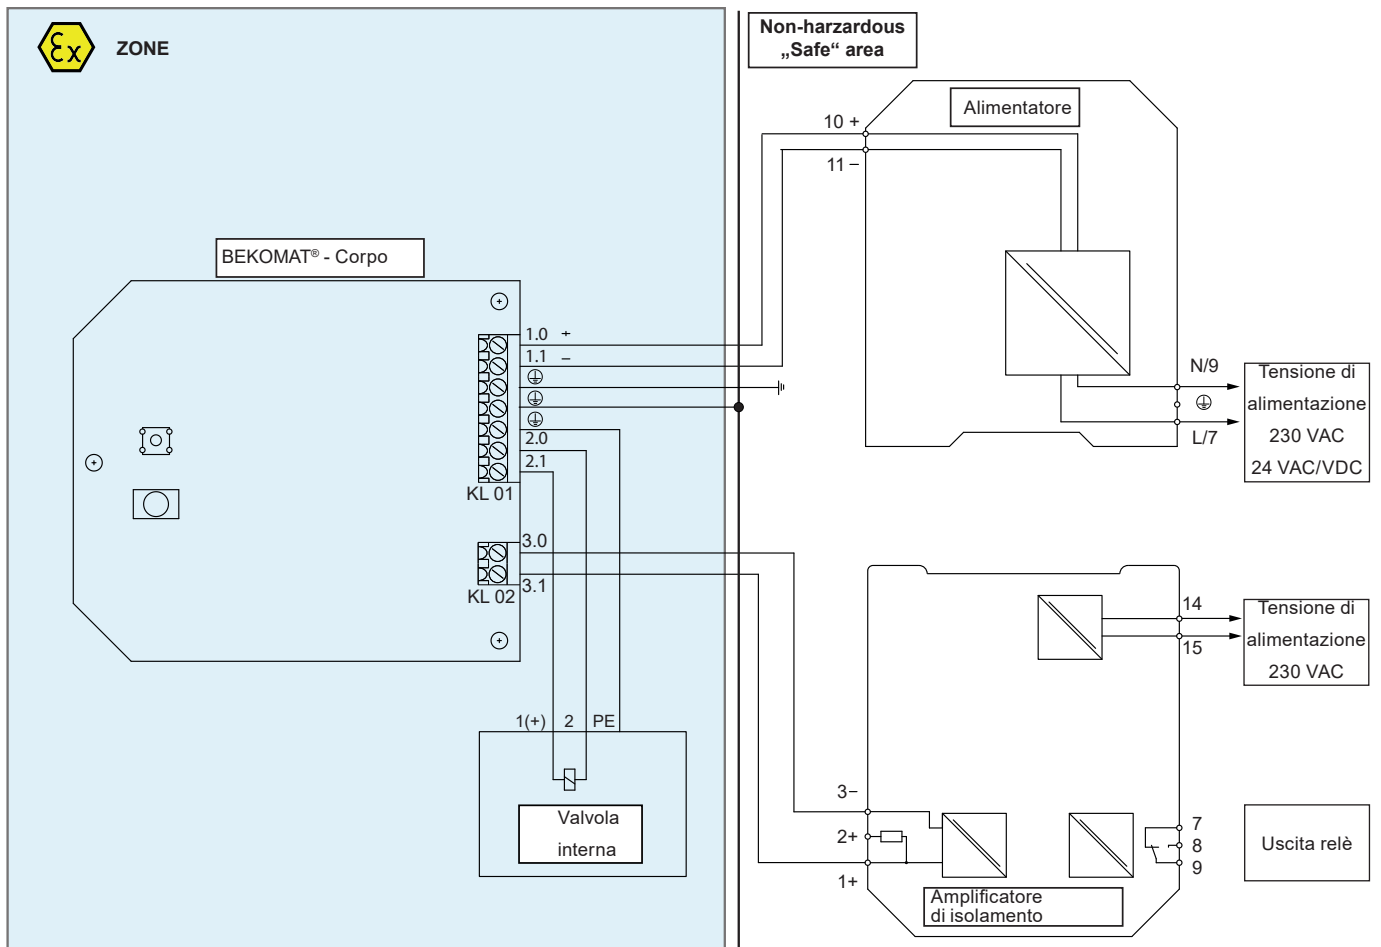 Ex
ZONE
Non-harzardous
„Safe“ area
Alimentatore
10 +
11 –
BEKOMAT® - Corpo
1.0 +
1.1 –
2.0
2.1
KL 01
3.0
3.1
KL 02
N/9
L/7
Tensione di
alimentazione
230 VAC
24 VAC/VDC
14
15
Tensione di
alimentazione
230 VAC
1(+) 2 PE
Valvola
interna
3–
2+
1+
7
8
9
Uscita relè
Amplificatore
di isolamento